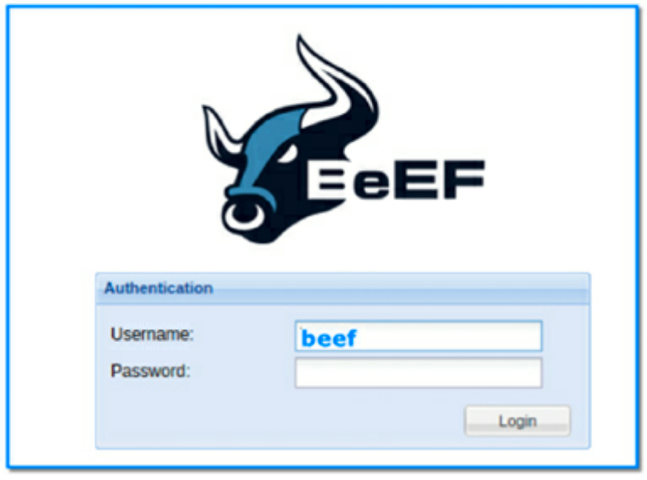 BeEF
Authentication
Username:
beef
Password:
Login